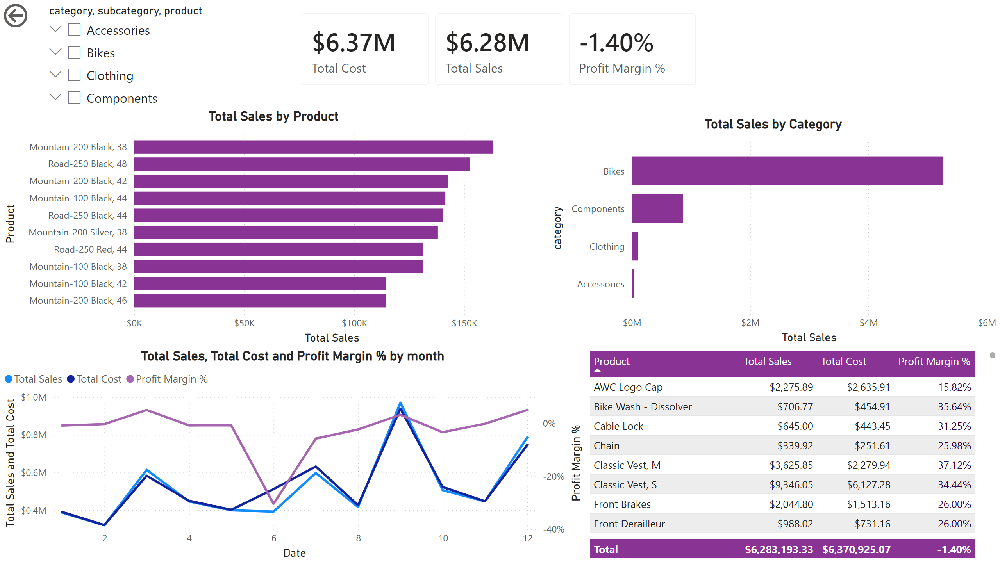 category, subcategory, product
Accessories
Bikes
Clothing
Components
$6.37M
Total Cost
$6.28M
Total Sales
-1.40%
Profit Margin %
Total Sales by Product
Product
Mountain-200 Black, 38
Road-250 Black, 48
Mountain-200 Black, 42
Mountain-100 Black, 44
Road-250 Black, 44
Mountain-200 Silver, 38
Road-250 Red, 44
Mountain-100 Black, 38
Mountain-100 Black, 42
Mountain-200 Black, 46
$0K $50K $100K $150K
Total Sales
Total Sales by Category
category
Bikes
Components
Clothing
Accessories
$0M $2M $4M $6M
Total Sales
Total Sales, Total Cost and Profit Margin % by month
Total Sales Total Cost Profit Margin %
Total Sales and Total Cost
$1.0M
$0.8M
$0.6M
$0.4M
0%
-20%
-40%
Profit Margin %
2 4 6 8 10 12
Date
Product Total Sales Total Cost Profit Margin %
AWC Logo Cap $2,275.89 $2,635.91 -15.82%
Bike Wash - Dissolver $706.77 $454.91 35.64%
Cable Lock $645.00 $443.45 31.25%
Chain $339.92 $251.61 25.98%
Classic Vest, M $3,625.85 $2,279.94 37.12%
Classic Vest, S $9,346.05 $6,127.28 34.44%
Front Brakes $2,044.80 $1,513.16 26.00%
Front Derailleur $988.02 $731.16 26.00%
Total $6,283,193.33 $6,370,925.07 -1.40%